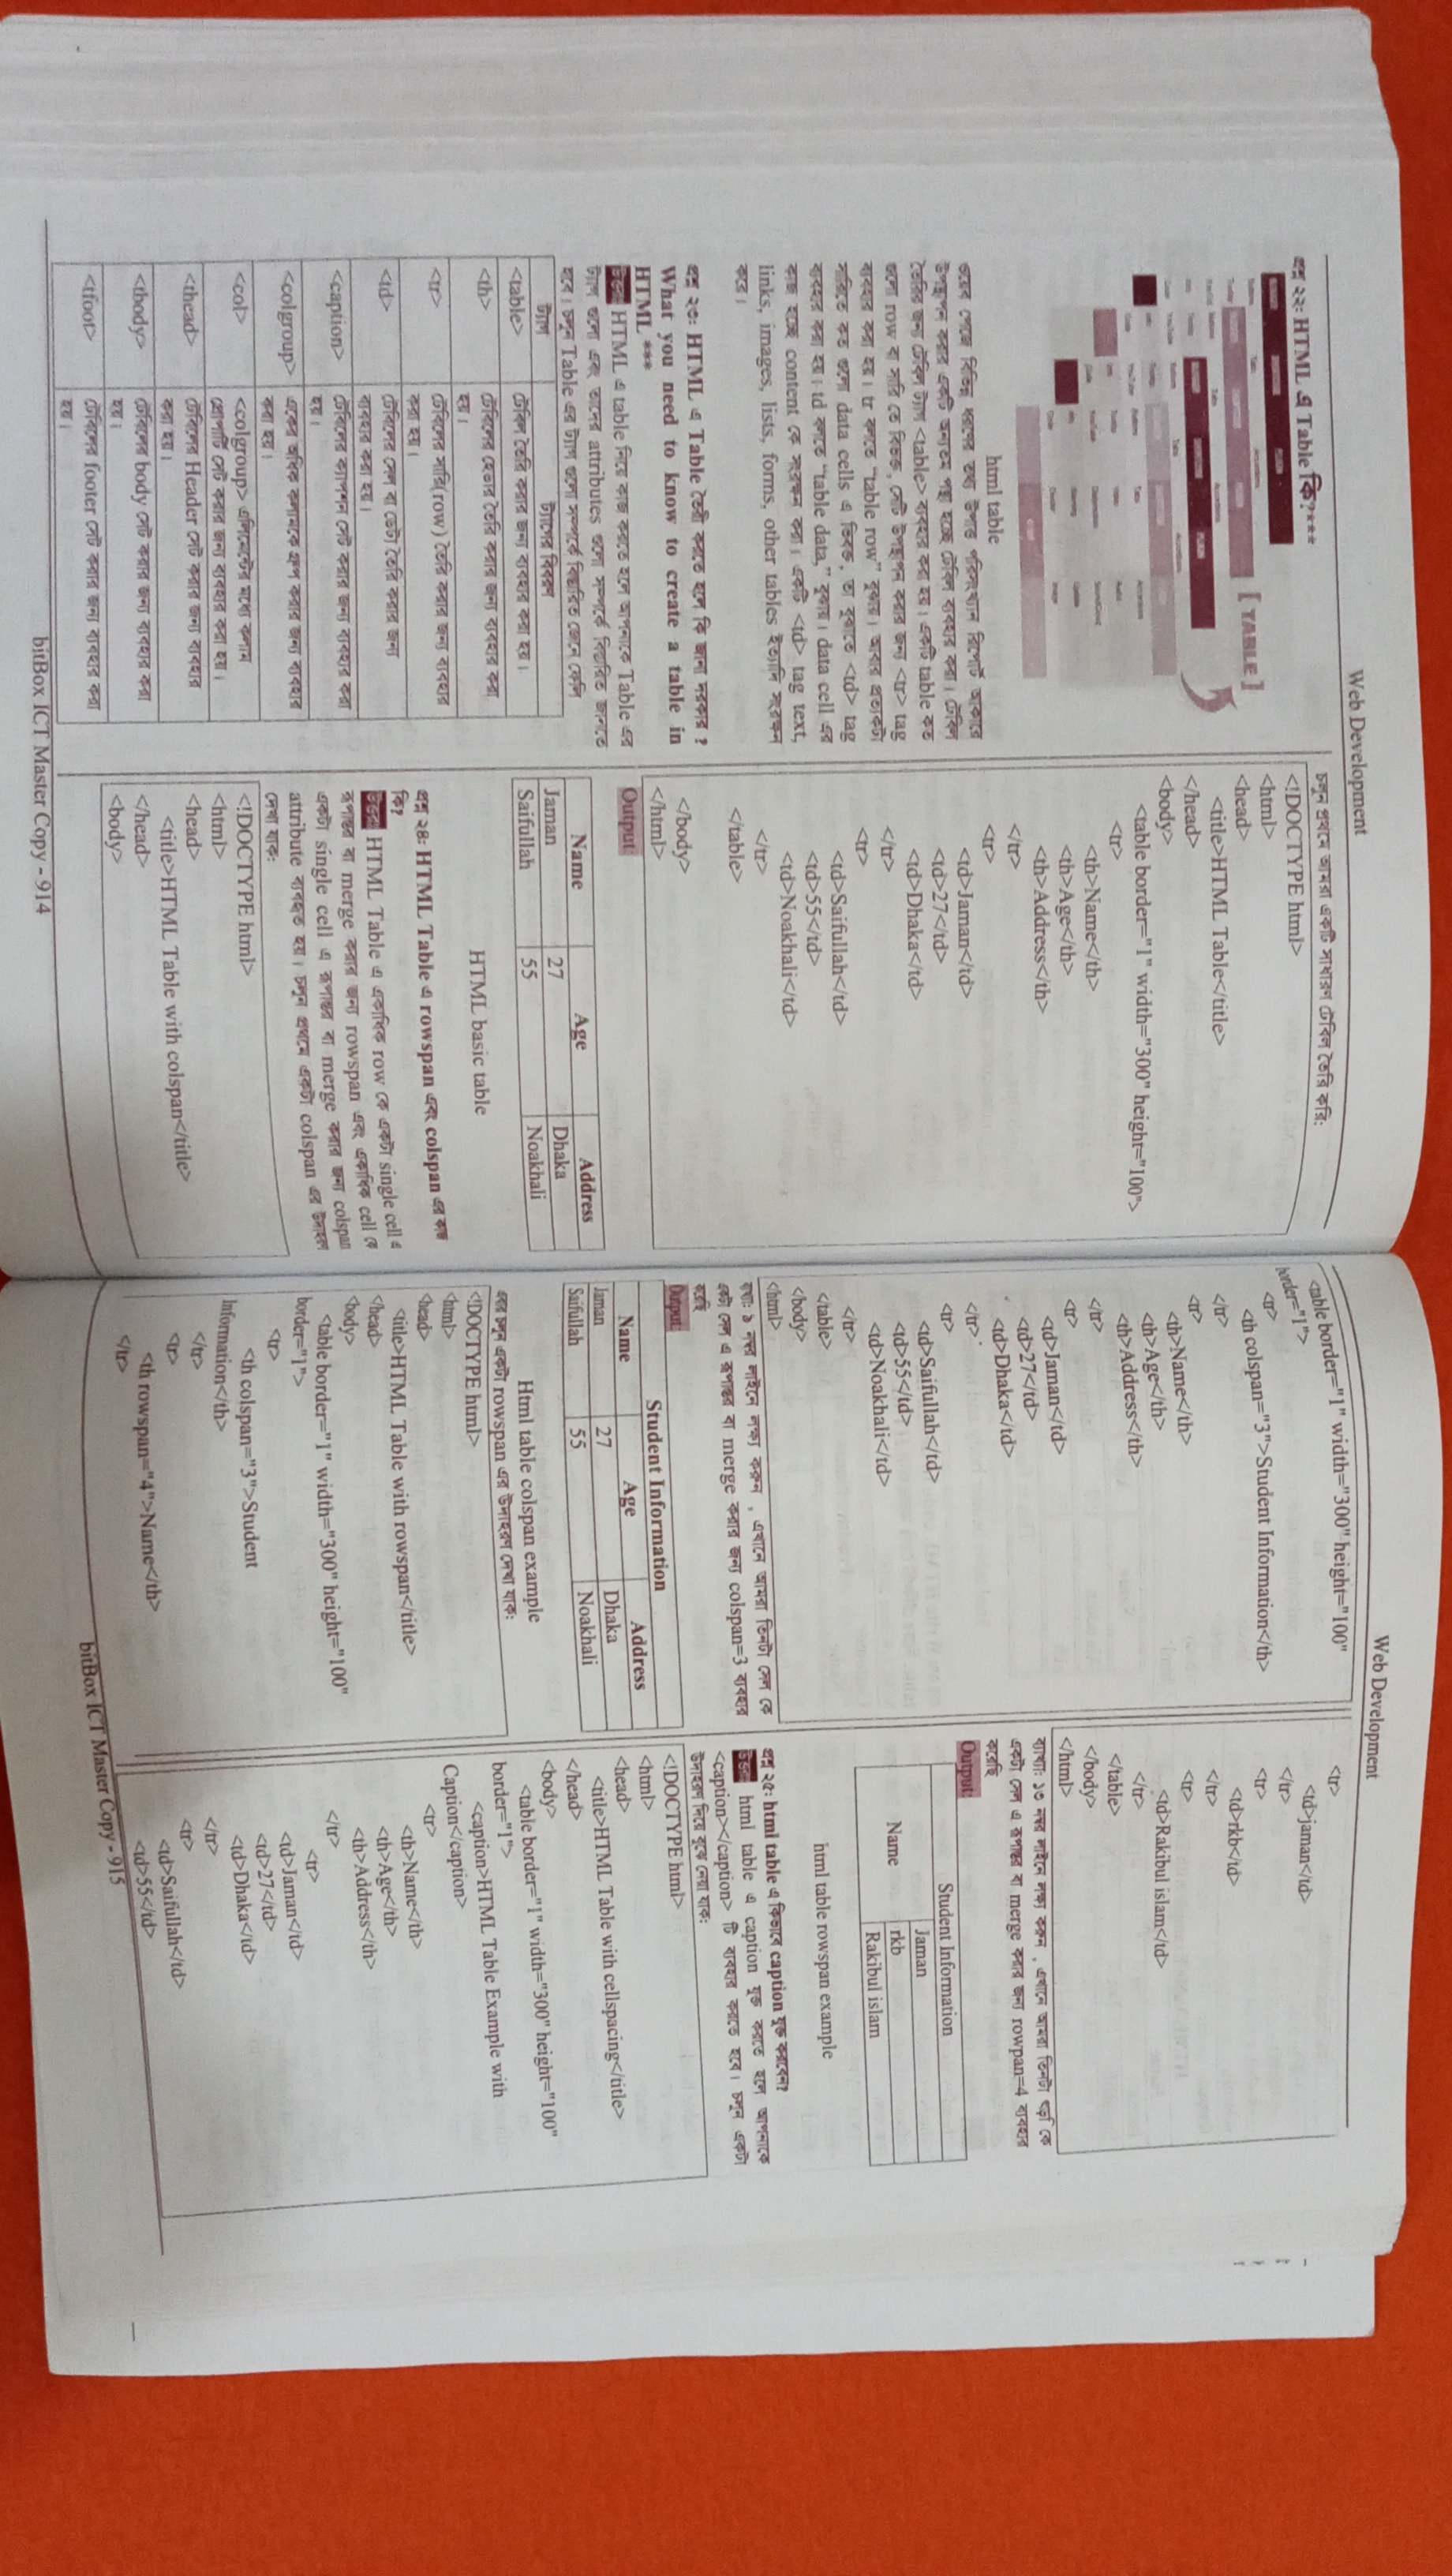 Web Development
প্রশ্ন ২২: HTML এ Table কি?***
[ TABLE ]
html table
ওয়েব পেজে বিভিন্ন ধরণের তথ্য উপাত্ত পরিসংখ্যান রিপোর্ট আকারে
উপস্থাপন করার একটি অন্যতম পন্থা হচ্ছে টেবিল ব্যবহার করা। টেবিল
তৈরির জন্য টেবিল ট্যাগ <table> ব্যবহার করা হয়। একটি table কত
গুলো row বা সারি তে বিভক্ত, সেটি উপস্থাপন করার জন্য <tr> tag
ব্যবহার করা হয়। tr বলতে “table row” বুঝায়। আবার প্রত্যেকটা
সারিতে কত গুলো data cells এ বিভক্ত, তা বুঝাতে <td> tag
ব্যবহার করা হয়। td বলতে “table data,” বুঝায়। data cell এর
কাজ হচ্ছে content কে সংরক্ষন করা। একটি <td> tag text,
links, images, lists, forms, other tables ইত্যাদি সংরক্ষন
করে।
প্রশ্ন ২৩: HTML এ Table তৈরী করতে হলে কি জানা দরকার ?
What you need to know to create a table in
HTML ***
উত্তরঃ HTML এ table নিয়ে কাজ করতে হলে আপনাকে Table এর
ট্যাগ গুলো এবং তাদের attributes গুলো সম্পর্কে বিস্তারিত জানতে
হবে। চলুন Table এর ট্যাগ গুলো সম্পর্কে বিস্তারিত জেনে ফেলি
ট্যাগ ট্যাগের বিবরণ
<table> টেবিল তৈরি করার জন্য ব্যবহার করা হয়।
<th> টেবিলের হেডার তৈরি করার জন্য ব্যবহার করা
হয়।
<tr> টেবিলের সারি(row) তৈরি করার জন্য ব্যবহার
করা হয়।
<td> টেবিলের সেল বা ডেটা তৈরি করার জন্য
ব্যবহার করা হয়।
<caption> টেবিলের ক্যাপশন সেট করার জন্য ব্যবহার করা
হয়।
<colgroup> একের অধিক কলামকে গ্রুপ করার জন্য ব্যবহার
করা হয়।
<col> <colgroup> এলিমেন্টের মধ্যে কলাম
প্রোপার্টি সেট করার জন্য ব্যবহার করা হয়।
<thead> টেবিলের Header সেট করার জন্য ব্যবহার
করা হয়।
<tbody> টেবিলের body সেট করার জন্য ব্যবহার করা
হয়।
<tfoot> টেবিলের footer সেট করার জন্য ব্যবহার করা
হয়।
চলুন প্রথমে আমরা একটি সাধারণ টেবিল তৈরি করি:
<!DOCTYPE html>
<html>
<head>
<title>HTML Table</title>
</head>
<body>
<table border="1" width="300" height="100">
<tr>
<th>Name</th>
<th>Age</th>
<th>Address</th>
</tr>
<tr>
<td>Jaman</td>
<td>27</td>
<td>Dhaka</td>
</tr>
<tr>
<td>Saifullah</td>
<td>55</td>
<td>Noakhali</td>
</tr>
</table>
</body>
</html>
Output:
Name Age Address
Jaman 27 Dhaka
Saifullah 55 Noakhali
HTML basic table
প্রশ্ন ২৪: HTML Table এ rowspan এবং colspan এর কাজ
কি?
উত্তরঃ HTML Table এ একাধিক row কে একটা single cell এ
রূপান্তর বা merge করার জন্য rowspan এবং একাধিক cell কে
একটা single cell এ রূপান্তর বা merge করার জন্য colspan
attribute ব্যবহৃত হয়। চলুন প্রথমে একটা colspan এর উদাহরণ
দেখা যাক:
<!DOCTYPE html>
<html>
<head>
<title>HTML Table with colspan</title>
</head>
<body>
bitBox ICT Master Copy - 914
Web Development
<table border="1" width="300" height="100"
border="1">
<tr>
<th colspan="3">Student Information</th>
</tr>
<tr>
<th>Name</th>
<th>Age</th>
<th>Address</th>
</tr>
<tr>
<td>Jaman</td>
<td>27</td>
<td>Dhaka</td>
</tr>
<tr>
<td>Saifullah</td>
<td>55</td>
<td>Noakhali</td>
</tr>
</table>
</body>
</html>
ব্যখ্যা: ৯ নম্বর লাইনে লক্ষ্য করুন , এখানে আমরা তিনটা সেল কে
একটা সেল এ রূপান্তর বা merge করার জন্য colspan=3 ব্যবহার
করেছি
Output:
Student Information
Name Age Address
Jaman 27 Dhaka
Saifullah 55 Noakhali
Html table colspan example
এবার চলুন একটা rowspan এর উদাহরণ দেখা যাক:
<!DOCTYPE html>
<html>
<head>
<title>HTML Table with rowspan</title>
</head>
<body>
<table border="1" width="300" height="100"
border="1">
<tr>
<th colspan="3">Student
Information</th>
</tr>
<tr>
<th rowspan="4">Name</th>
</tr>
<tr>
<td>jaman</td>
</tr>
<tr>
<td>rkb</td>
</tr>
<tr>
<td>Rakibul islam</td>
</tr>
</table>
</body>
</html>
ব্যাখ্যা: ১৩ নম্বর লাইনে লক্ষ্য করুন , এখানে আমরা তিনটা কে
একটা সেল এ রূপান্তর বা merge করার জন্য rowpan=4 ব্যবহার
করেছি
Output:
Student Information
Name Jaman
rkb
Rakibul islam
html table rowspan example
প্রশ্ন ২৫: html table এ কিভাবে caption যুক্ত করবেন?
উত্তরঃ html table এ caption যুক্ত করতে হলে আপনাকে
<caption></caption> টি ব্যবহার করতে হবে। চলুন একটা
উদাহরণ দিয়ে বুঝে নেয়া যাক:
<!DOCTYPE html>
<html>
<head>
<title>HTML Table with cellspacing</title>
</head>
<body>
<table border="1" width="300" height="100"
border="1">
<caption>HTML Table Example with
Caption</caption>
<tr>
<th>Name</th>
<th>Age</th>
<th>Address</th>
</tr>
<tr>
<td>Jaman</td>
<td>27</td>
<td>Dhaka</td>
</tr>
<tr>
<td>Saifullah</td>
<td>55</td>
bitBox ICT Master Copy - 915